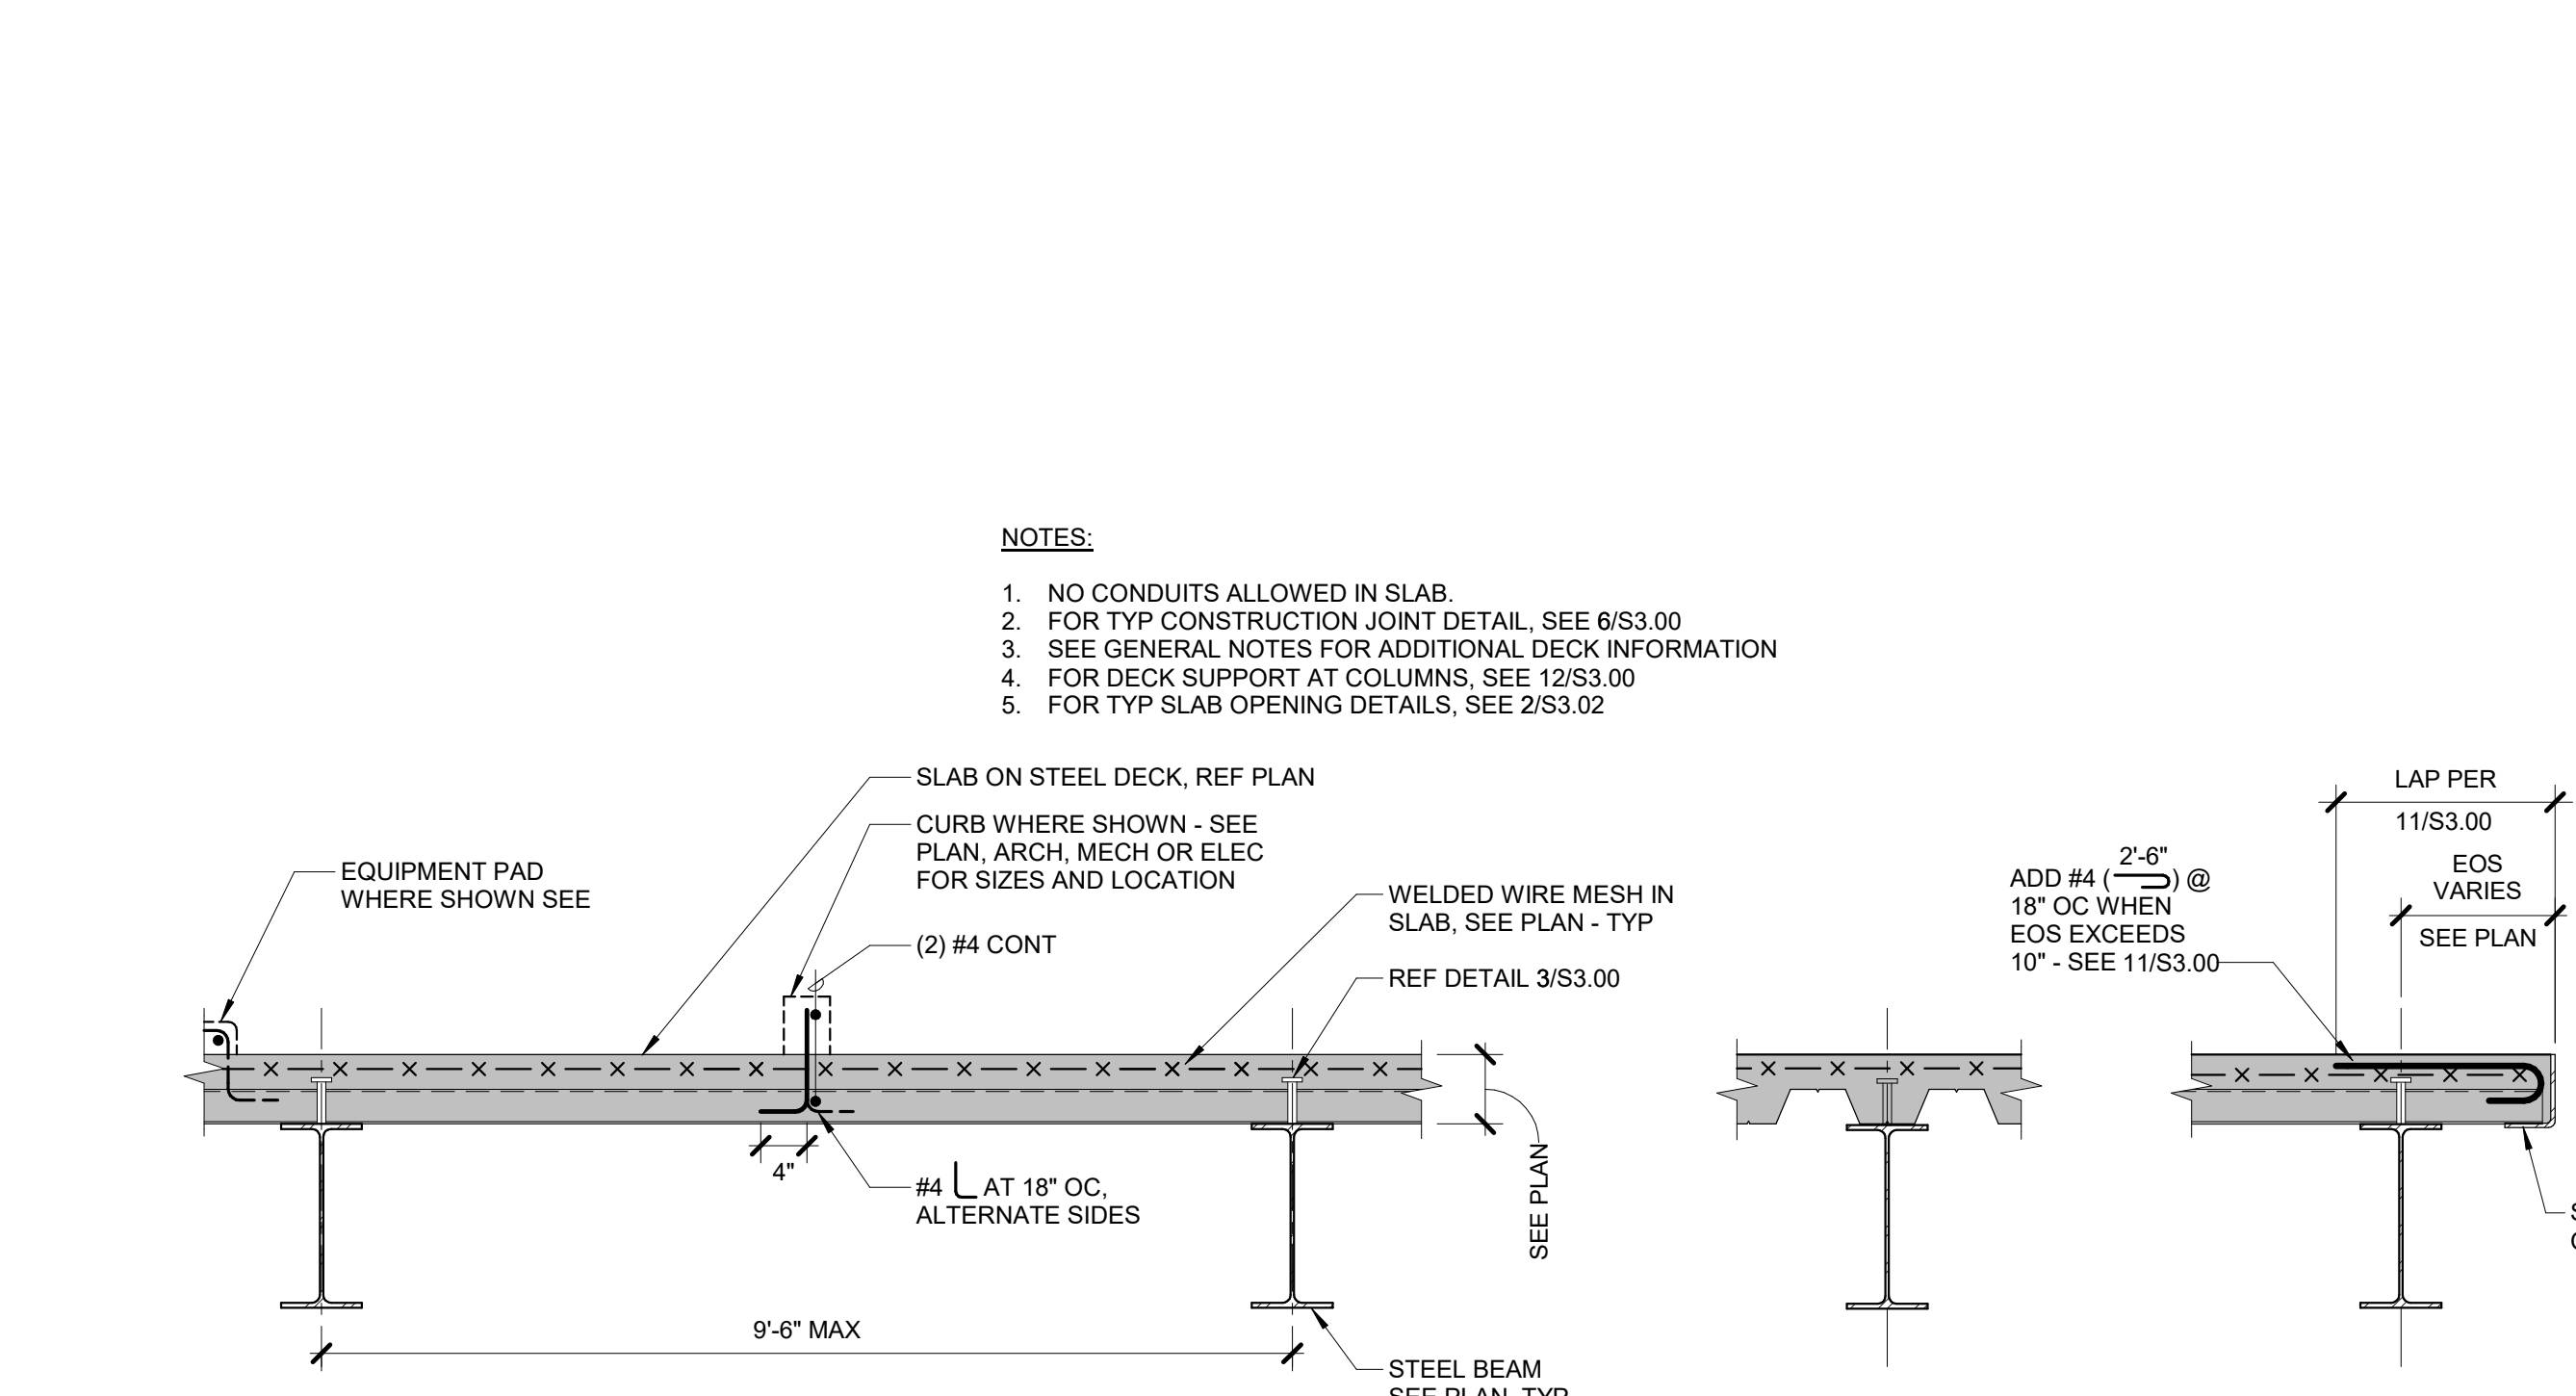 NOTES:
1. NO CONDUITS ALLOWED IN SLAB.
2. FOR TYP CONSTRUCTION JOINT DETAIL, SEE 6/S3.00
3. SEE GENERAL NOTES FOR ADDITIONAL DECK INFORMATION
4. FOR DECK SUPPORT AT COLUMNS, SEE 12/S3.00
5. FOR TYP SLAB OPENING DETAILS, SEE 2/S3.02
SLAB ON STEEL DECK, REF PLAN
CURB WHERE SHOWN - SEE
PLAN, ARCH, MECH OR ELEC
FOR SIZES AND LOCATION
EQUIPMENT PAD
WHERE SHOWN SEE
(2) #4 CONT
WELDED WIRE MESH IN
SLAB, SEE PLAN - TYP
REF DETAIL 3/S3.00
4"
#4 AT 18" OC,
ALTERNATE SIDES
SEE PLAN
9'-6" MAX
STEEL BEAM
SEE PLAN, TYP
LAP PER
11/S3.00
EOS
VARIES
SEE PLAN
2'-6"
ADD #4 ( ) @
18" OC WHEN
EOS EXCEEDS
10" - SEE 11/S3.00